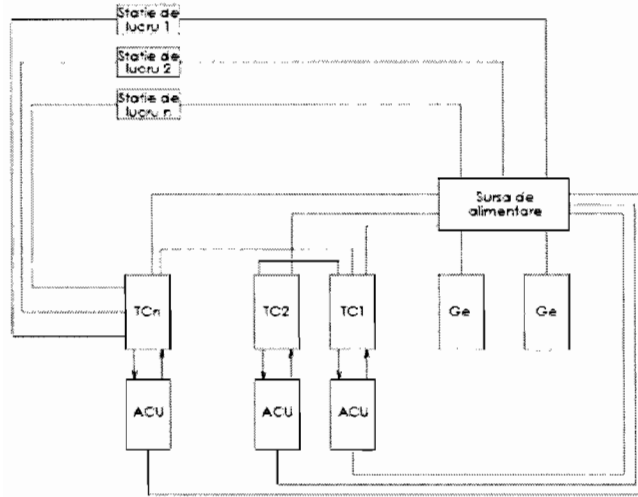 Statie de
lucru 1
Statie de
lucru 2
Statie de
lucru n
Sursa de
alimentare
TCn
TC2
TC1
Ge
Ge
ACU
ACU
ACU